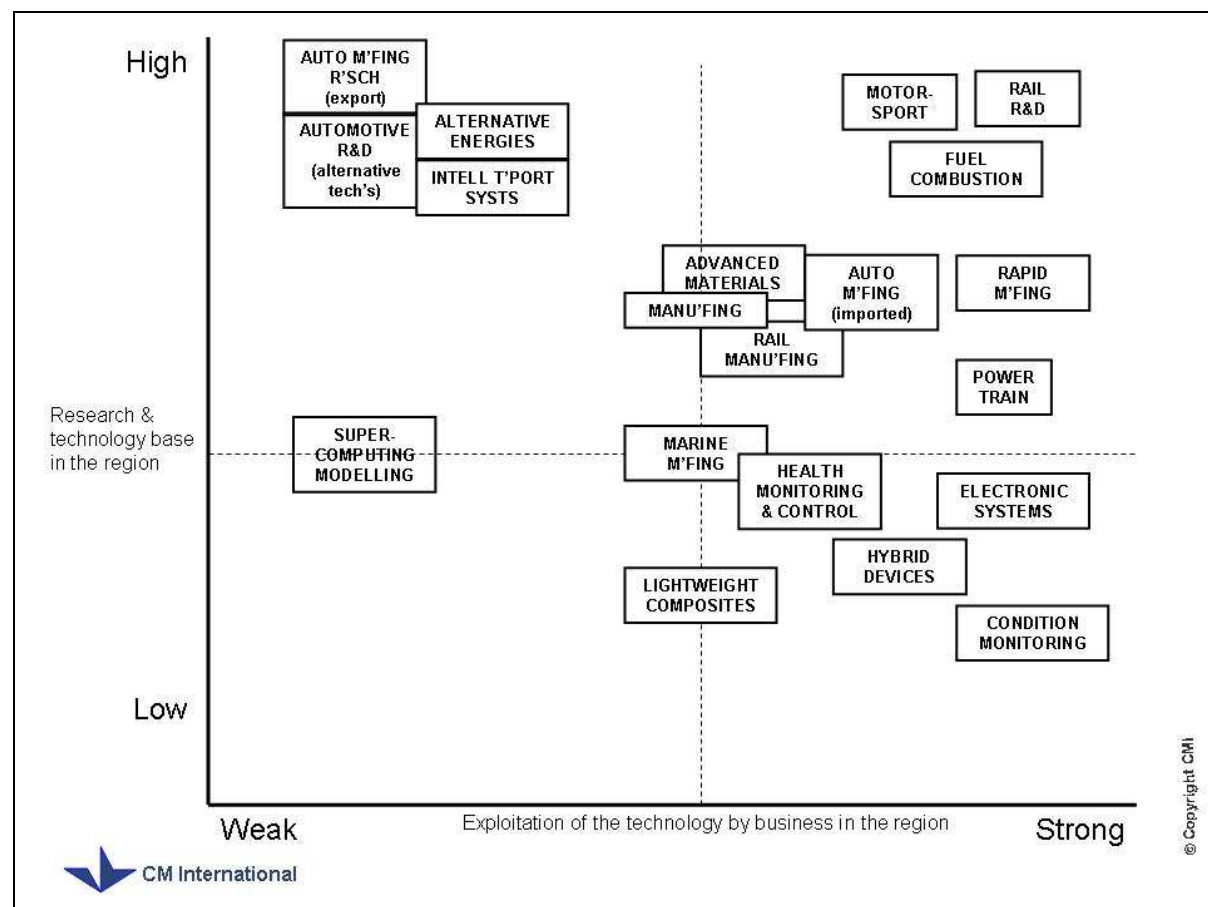 High
AUTO M'FING
R'SCH
(export)
AUTOMOTIVE
R&D
(alternative
tech's)
ALTERNATIVE
ENERGIES
INTELL T'PORT
SYSTS
MOTOR-
SPORT
RAIL
R&D
FUEL
COMBUSTION
ADVANCED
MATERIALS
MANU'FING
RAIL
MANU'FING
AUTO
M'FING
(imported)
RAPID
M'FING
POWER
TRAIN
Research &
technology base
in the region
SUPER-
COMPUTING
MODELLING
MARINE
M'FING
HEALTH
MONITORING
& CONTROL
ELECTRONIC
SYSTEMS
HYBRID
DEVICES
LIGHTWEIGHT
COMPOSITES
CONDITION
MONITORING
Low
Weak
Exploitation of the technology by business in the region
Strong
CM International
© Copyright CMI